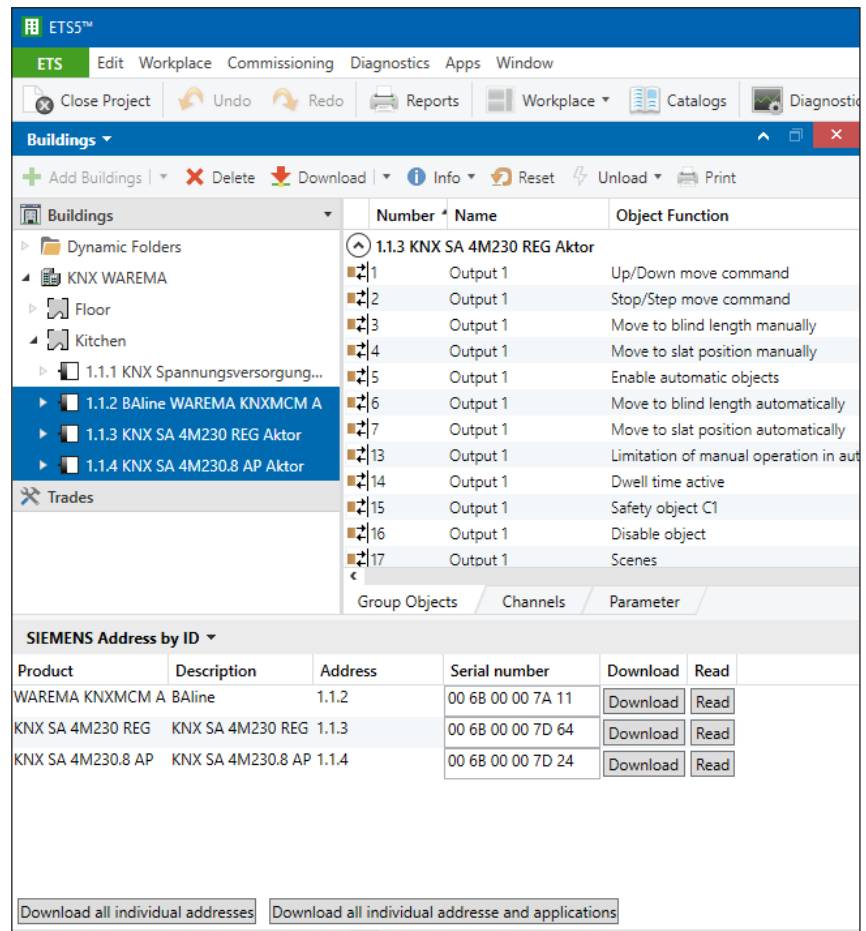 ETS5™
ETS Edit Workplace Commissioning Diagnostics Apps Window
Close Project Undo Redo Reports Workplace Catalogs Diagnostic
Buildings
Add Buildings Delete Download Info Reset Unload Print
Buildings
Dynamic Folders
KNX WAREMA
Floor
Kitchen
1.1.1 KNX Spannungsversorgung...
1.1.2 BAline WAREMA KNXMCM A
1.1.3 KNX SA 4M230 REG Aktor
1.1.4 KNX SA 4M230.8 AP Aktor
Trades
Number Name Object Function
1.1.3 KNX SA 4M230 REG Aktor
1 Output 1 Up/Down move command
2 Output 1 Stop/Step move command
3 Output 1 Move to blind length manually
4 Output 1 Move to slat position manually
5 Output 1 Enable automatic objects
6 Output 1 Move to blind length automatically
7 Output 1 Move to slat position automatically
13 Output 1 Limitation of manual operation in aut
14 Output 1 Dwell time active
15 Output 1 Safety object C1
16 Output 1 Disable object
17 Output 1 Scenes
Group Objects Channels Parameter
SIEMENS Address by ID
Product Description Address Serial number Download Read
WAREMA KNXMCM A BAline 1.1.2 00 6B 00 00 7A 11 Download Read
KNX SA 4M230 REG KNX SA 4M230 REG 1.1.3 00 6B 00 00 7D 64 Download Read
KNX SA 4M230.8 AP KNX SA 4M230.8 AP 1.1.4 00 6B 00 00 7D 24 Download Read
Download all individual addresses Download all individual addresse and applications